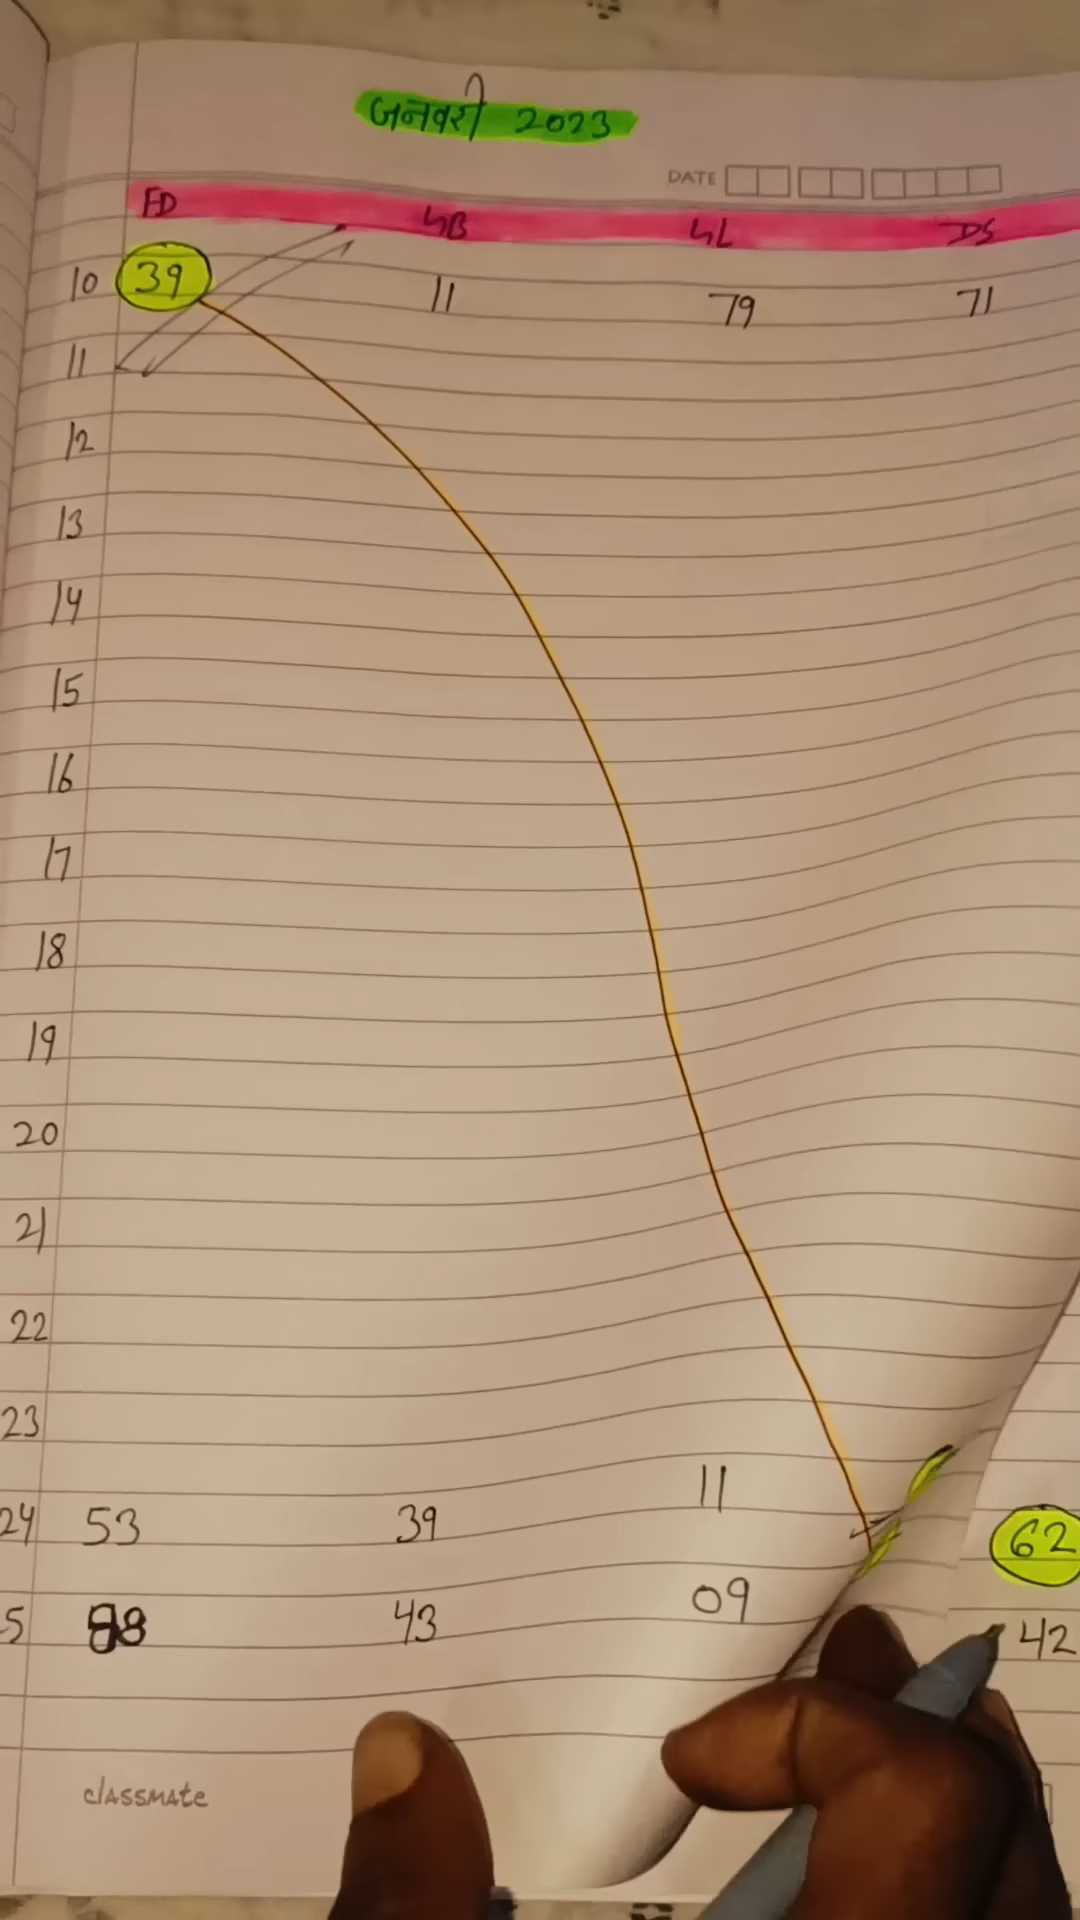 जनवरी 2023
DATE
FD GB GL DS
10 39 11 79 71
11
12
13
14
15
16
17
18
19
20
21
22
23
24 53 39 11 62
5 88 43 09 42
classmate